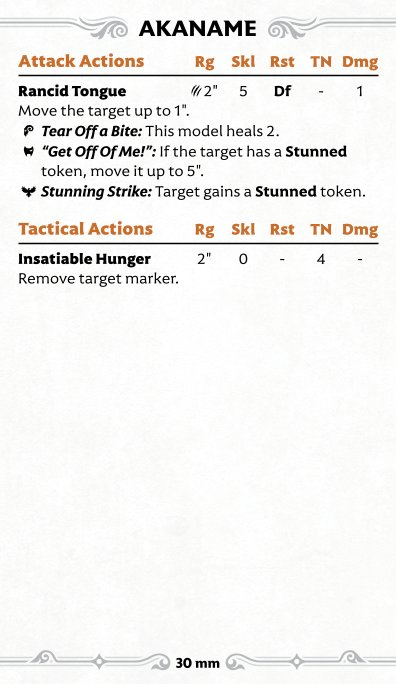 AKANAME
Attack Actions Rg Skl Rst TN Dmg
Rancid Tongue 2" 5 Df - 1
Move the target up to 1".
Tear Off a Bite: This model heals 2.
“Get Off Of Me!”: If the target has a Stunned
token, move it up to 5".
Stunning Strike: Target gains a Stunned token.
Tactical Actions Rg Skl Rst TN Dmg
Insatiable Hunger 2" 0 - 4 -
Remove target marker.
30 mm